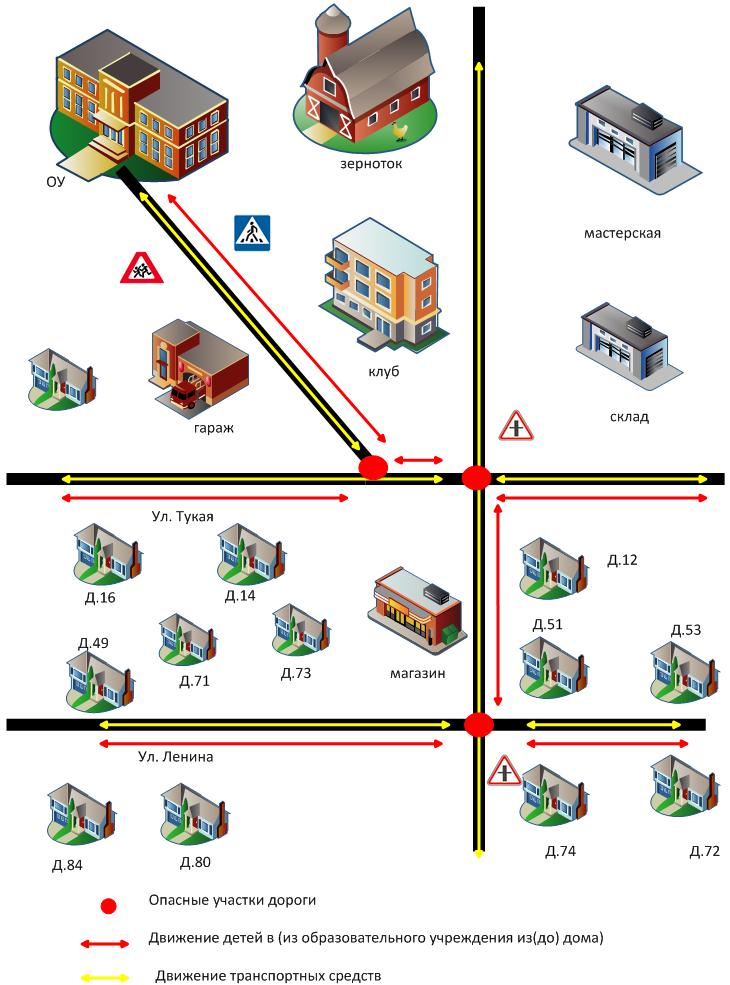 ОУ
зерноток
мастерская
клуб
склад
гараж
Ул. Тукая
Д.16
Д.14
Д.12
Д.49
Д.71
Д.73
магазин
Д.51
Д.53
Ул. Ленина
Д.84
Д.80
Д.74
Д.72
Опасные участки дороги
Движение детей в (из образовательного учреждения из(до) дома)
Движение транспортных средств